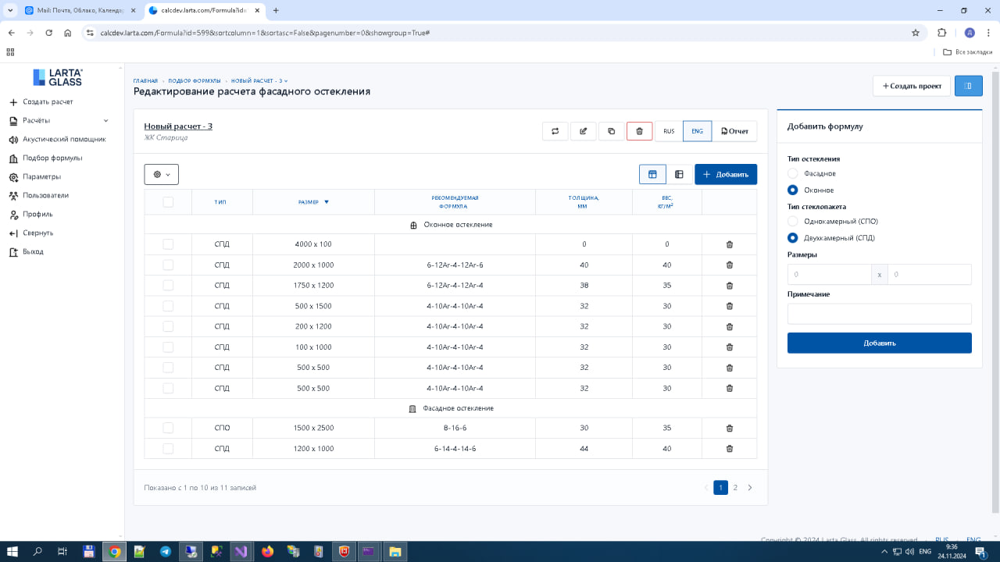 Mail: Почта, Облако, Календар
calcdev.larta.com/Formula?id=
calcdev.larta.com/Formula?id=599&sortcolumn=1&sortasc=False&pagenumber=0&showgroup=True#
Все закладки
LARTA
GLASS
Создать расчет
Расчёты
Акустический помощник
Подбор формулы
Параметры
Пользователи
Профиль
Свернуть
Выход
ГЛАВНАЯ › ПОДБОР ФОРМУЛЫ › НОВЫЙ РАСЧЕТ - 3
Редактирование расчета фасадного остекления
+ Создать проект
Новый расчет - 3
ЖК Старица
RUS ENG Отчет
+ Добавить
ТИП РАЗМЕР ▼ РЕКОМЕНДУЕМАЯ ФОРМУЛА ТОЛЩИНА, ММ ВЕС, КГ/М²
Оконное остекление
СПД 4000 x 100 0 0
СПД 2000 x 1000 6-12Ar-4-12Ar-6 40 40
СПД 1750 x 1200 6-12Ar-4-12Ar-4 38 35
СПД 500 x 1500 4-10Ar-4-10Ar-4 32 30
СПД 200 x 1200 4-10Ar-4-10Ar-4 32 30
СПД 100 x 1000 4-10Ar-4-10Ar-4 32 30
СПД 500 x 500 4-10Ar-4-10Ar-4 32 30
СПД 500 x 500 4-10Ar-4-10Ar-4 32 30
Фасадное остекление
СПО 1500 x 2500 8-16-6 30 35
СПД 1200 x 1000 6-14-4-14-6 44 40
Показано с 1 по 10 из 11 записей
1 2
Добавить формулу
Тип остекления
Фасадное
Оконное
Тип стеклопакета
Однокамерный (СПО)
Двухкамерный (СПД)
Размеры
0 x 0
Примечание
Добавить
Copyright © 2024 Larta Glass. All rights reserved · RUS · ENG
ENG
9:36
24.11.2024